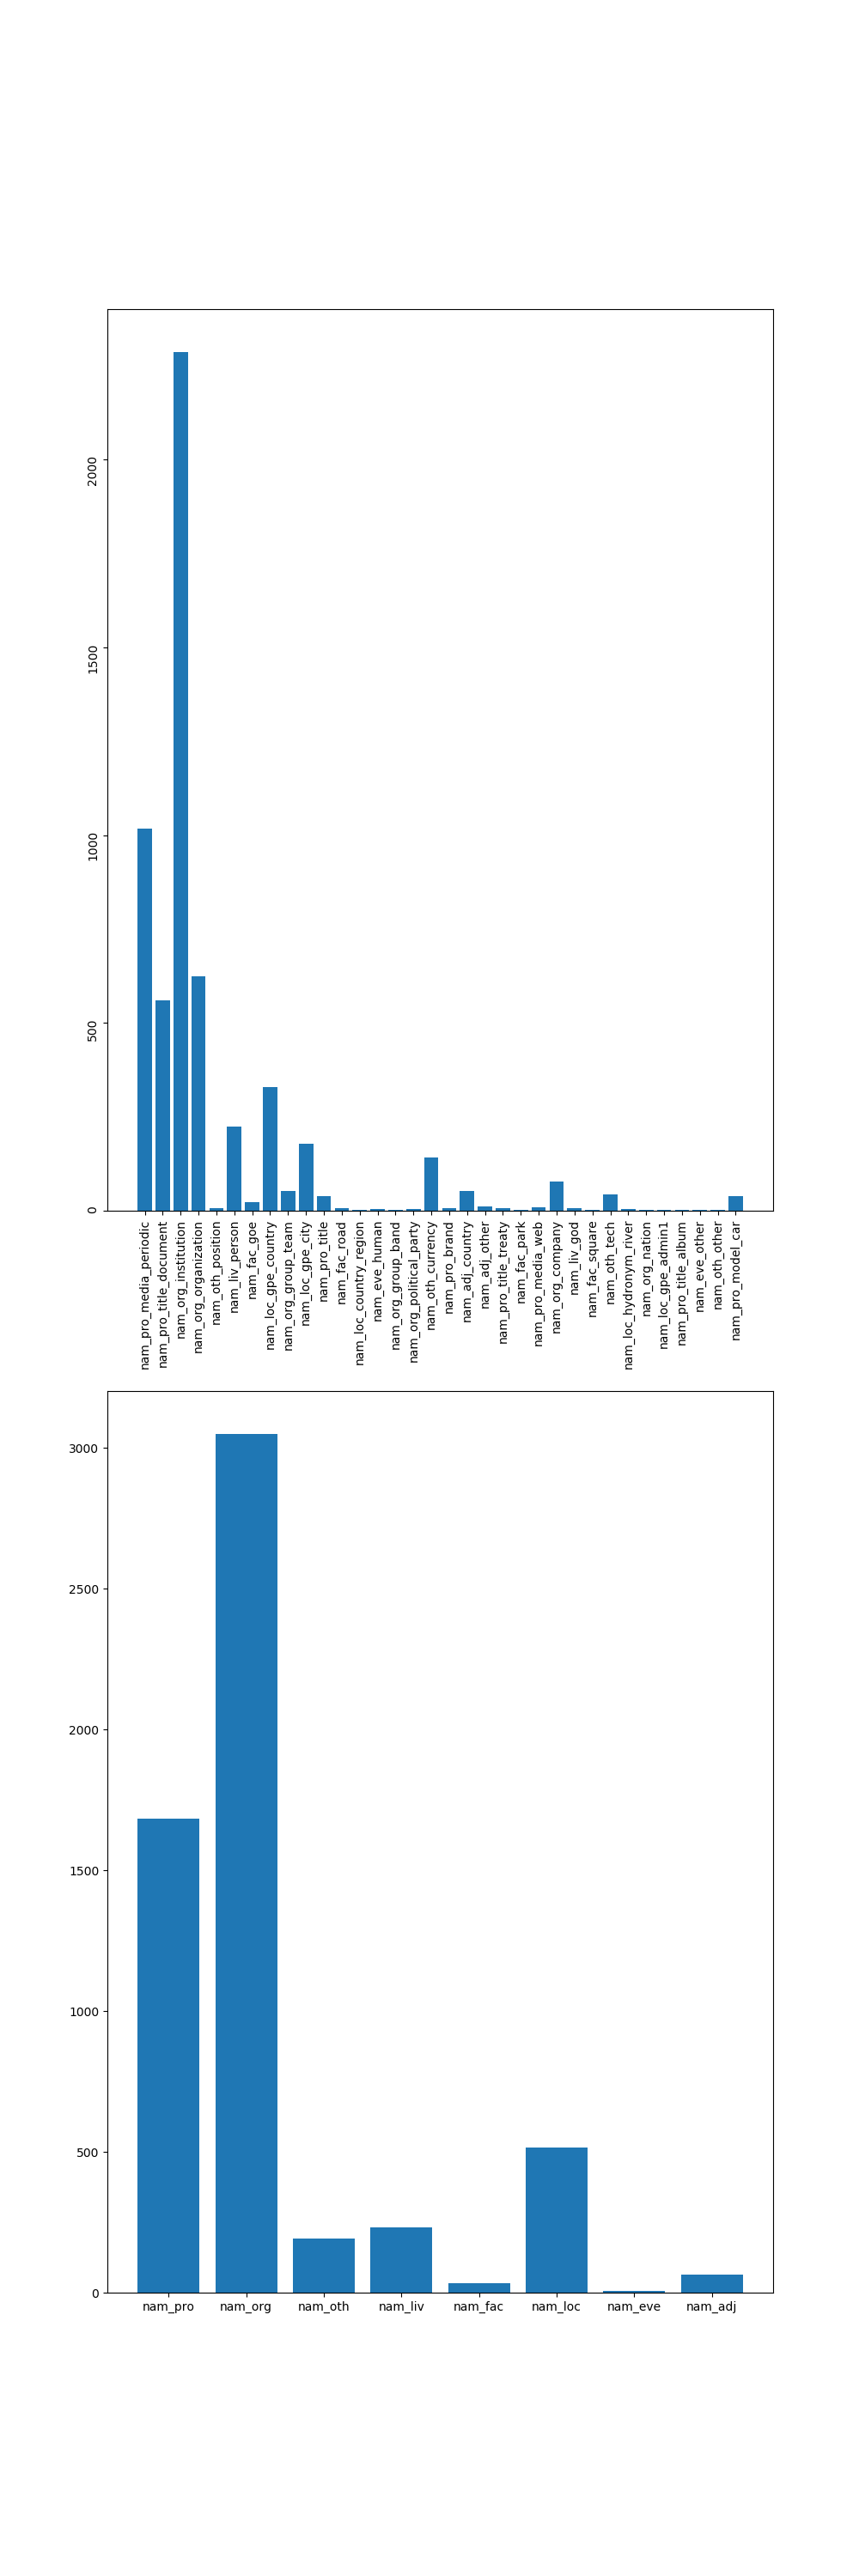 2000
1500
1000
500
0
nam_pro_media_periodic
nam_pro_title_document
nam_org_institution
nam_org_organization
nam_oth_position
nam_liv_person
nam_fac_goe
nam_loc_gpe_country
nam_org_group_team
nam_loc_gpe_city
nam_pro_title
nam_fac_road
nam_loc_country_region
nam_eve_human
nam_org_group_band
nam_org_political_party
nam_oth_currency
nam_pro_brand
nam_adj_country
nam_adj_other
nam_pro_title_treaty
nam_fac_park
nam_pro_media_web
nam_org_company
nam_liv_god
nam_fac_square
nam_oth_tech
nam_loc_hydronym_river
nam_org_nation
nam_loc_gpe_admin1
nam_pro_title_album
nam_eve_other
nam_oth_other
nam_pro_model_car
3000
2500
2000
1500
1000
500
0
nam_pro nam_org nam_oth nam_liv nam_fac nam_loc nam_eve nam_adj